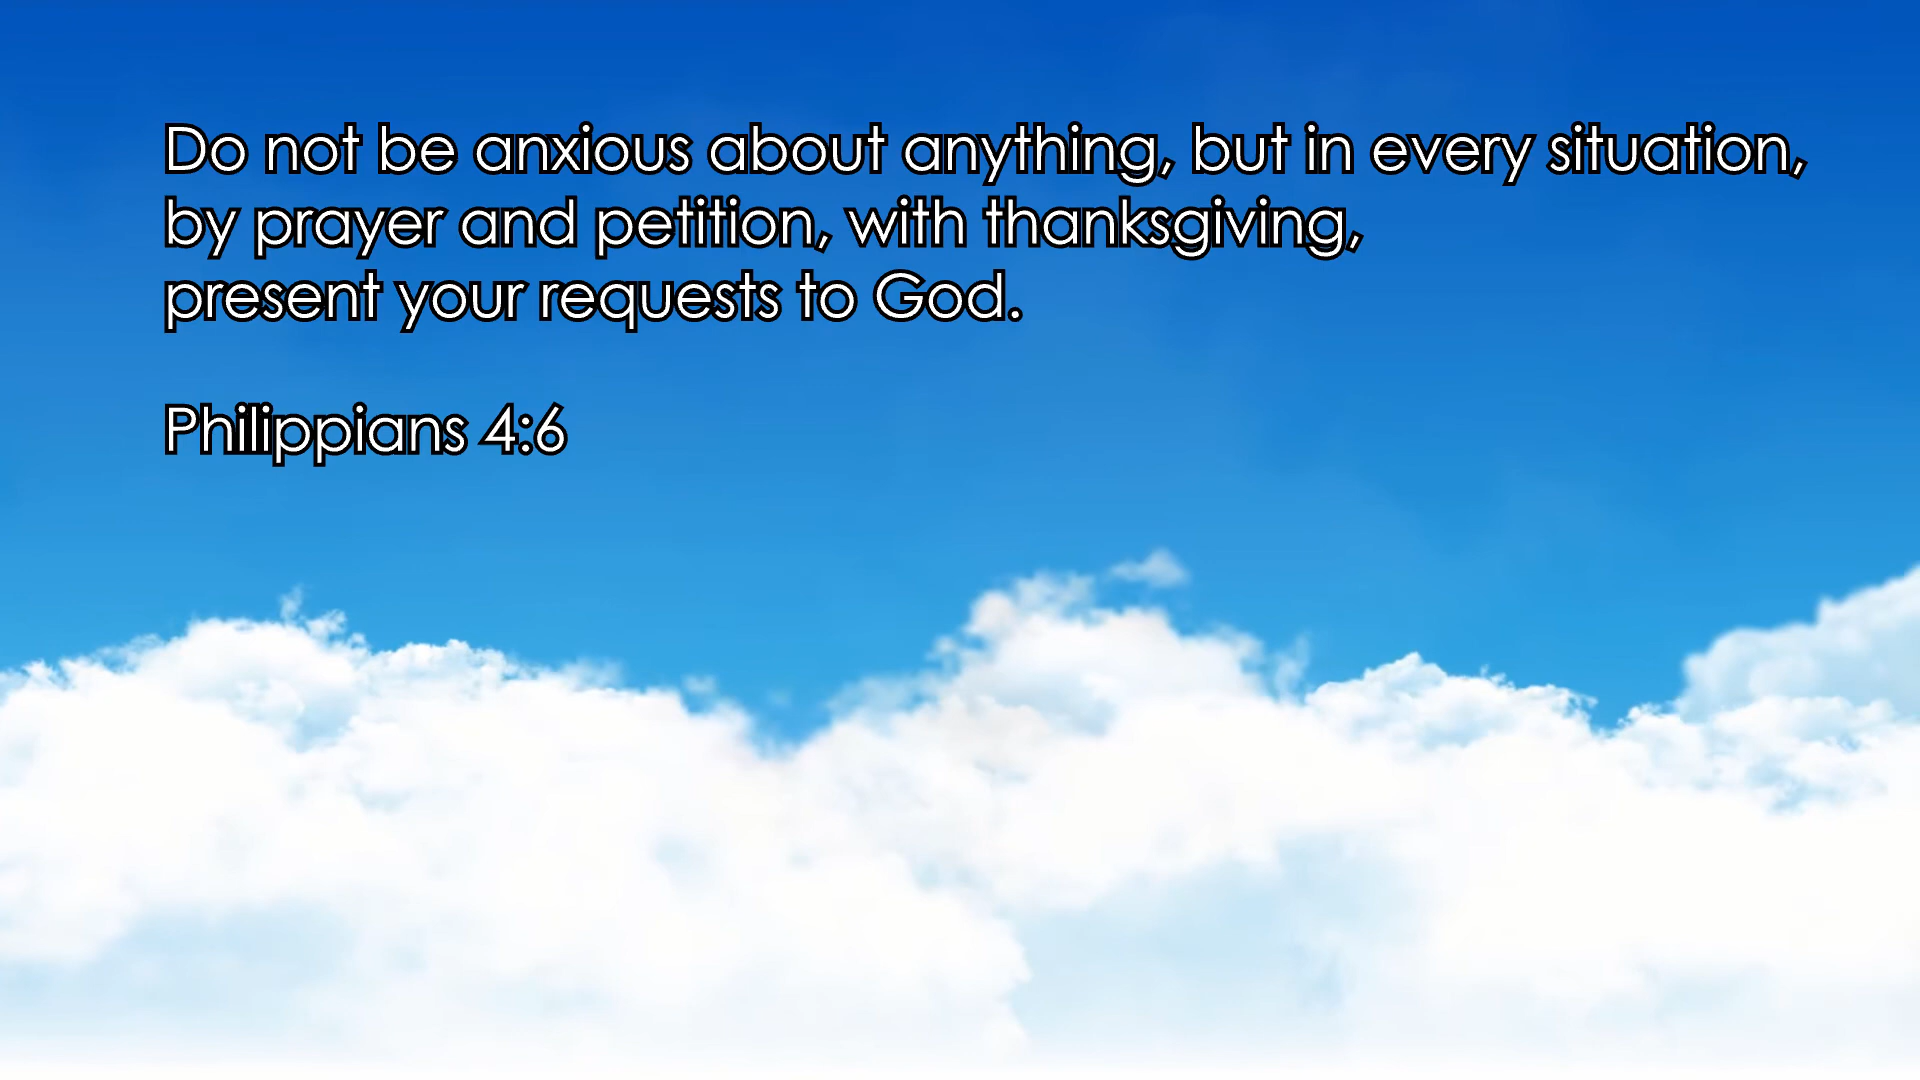 Do not be anxious about anything, but in every situation,
by prayer and petition, with thanksgiving,
present your requests to God.
Philippians 4:6